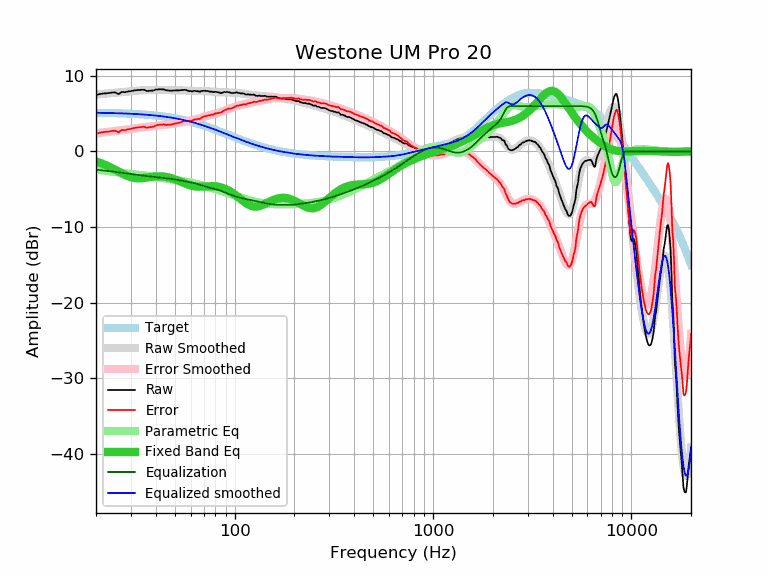 Westone UM Pro 20
10
0
−10
−20
−30
−40
Amplitude (dBr)
Target
Raw Smoothed
Error Smoothed
Raw
Error
Parametric Eq
Fixed Band Eq
Equalization
Equalized smoothed
100
1000
10000
Frequency (Hz)